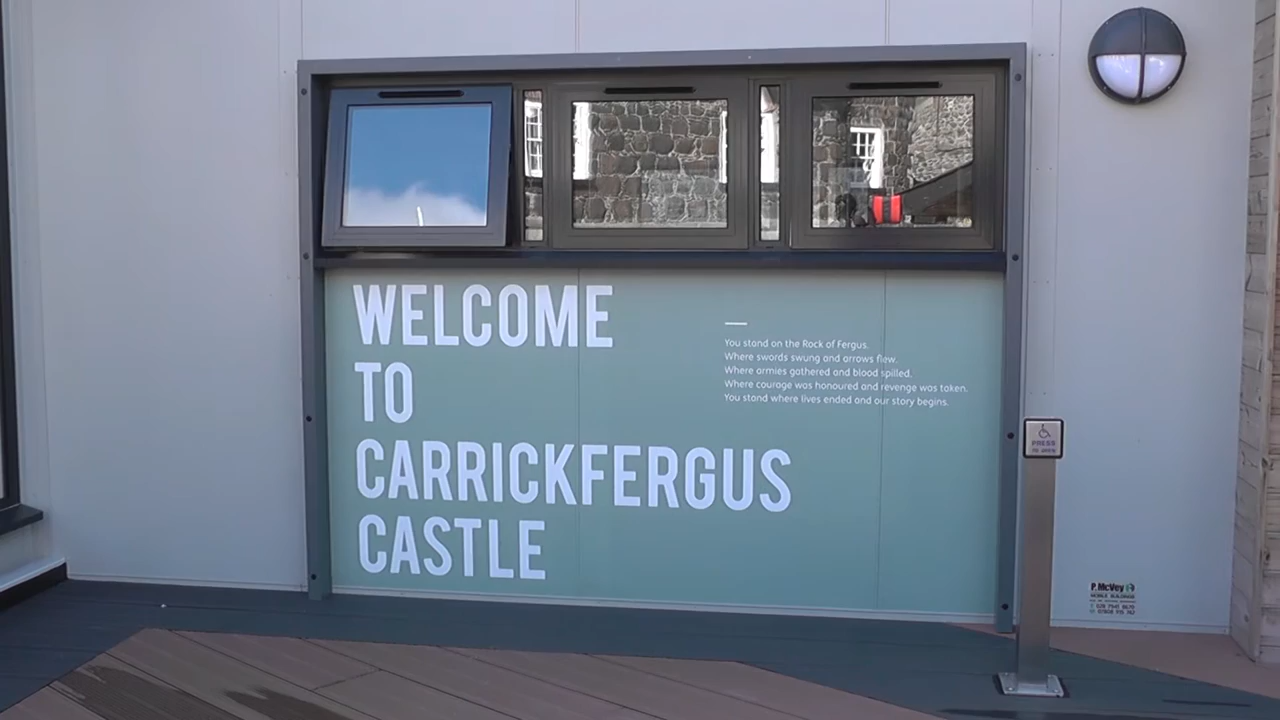 WELCOME
TO
CARRICKFERGUS
CASTLE
You stand on the Rock of Fergus.
Where swords swung and arrows flew.
Where armies gathered and blood spilled.
Where courage was honoured and revenge was taken.
You stand where lives ended and our story begins.
PRESS
TO OPEN
P. McVey
MOBILE BUILDINGS